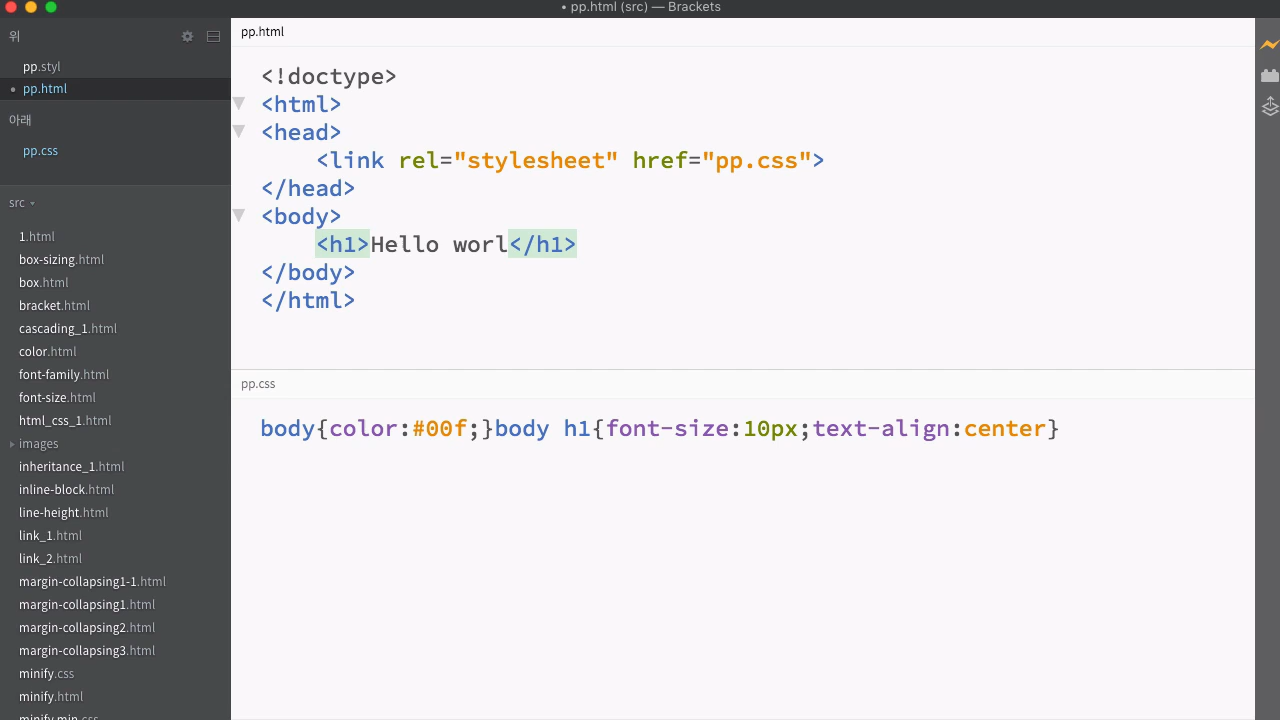 • pp.html (src) — Brackets
위
pp.styl
pp.html
아래
pp.css
src
1.html
box-sizing.html
box.html
bracket.html
cascading_1.html
color.html
font-family.html
font-size.html
html_css_1.html
images
inheritance_1.html
inline-block.html
line-height.html
link_1.html
link_2.html
margin-collapsing1-1.html
margin-collapsing1.html
margin-collapsing2.html
margin-collapsing3.html
minify.css
minify.html
minify.min.css
pp.html
<!doctype>
<html>
<head>
    <link rel="stylesheet" href="pp.css">
</head>
<body>
    <h1>Hello worl</h1>
</body>
</html>
pp.css
body{color:#00f;}body h1{font-size:10px;text-align:center}